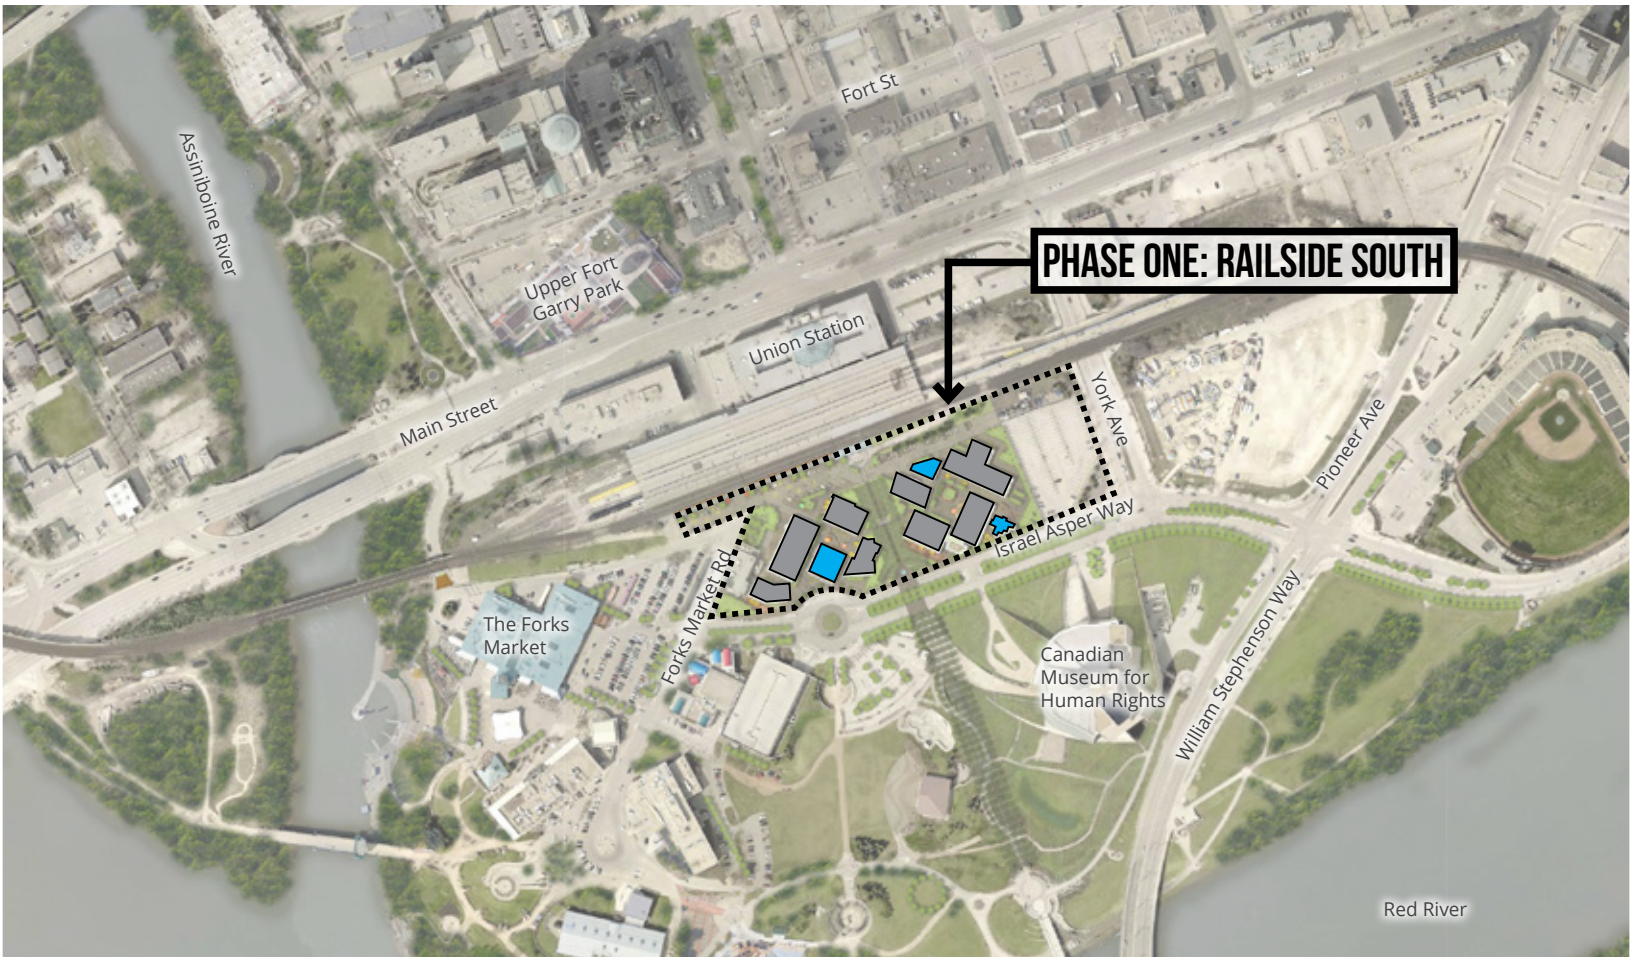 Fort St
Assiniboine River
PHASE ONE: RAILSIDE SOUTH
Upper Fort
Garry Park
Union Station
Main Street
York Ave
Pioneer Ave
Israel Asper Way
Forks Market Rd
The Forks
Market
Canadian
Museum for
Human Rights
William Stephenson Way
Red River